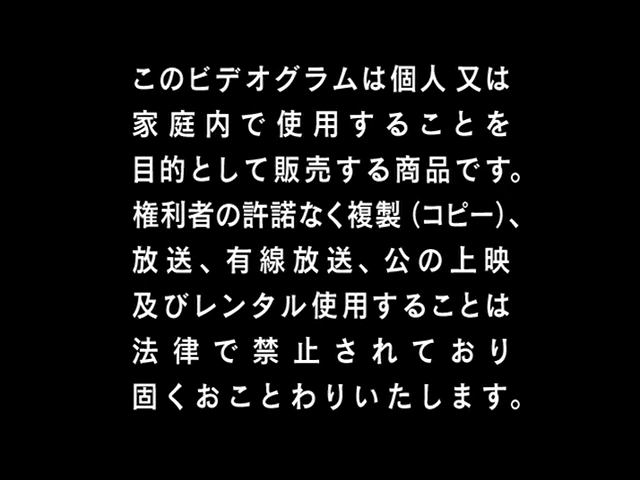 このビデオグラムは個人又は
家庭内で使用することを
目的として販売する商品です。
権利者の許諾なく複製(コピー)、
放送、有線放送、公の上映
及びレンタル使用することは
法律で禁止されており
固くおことわりいたします。